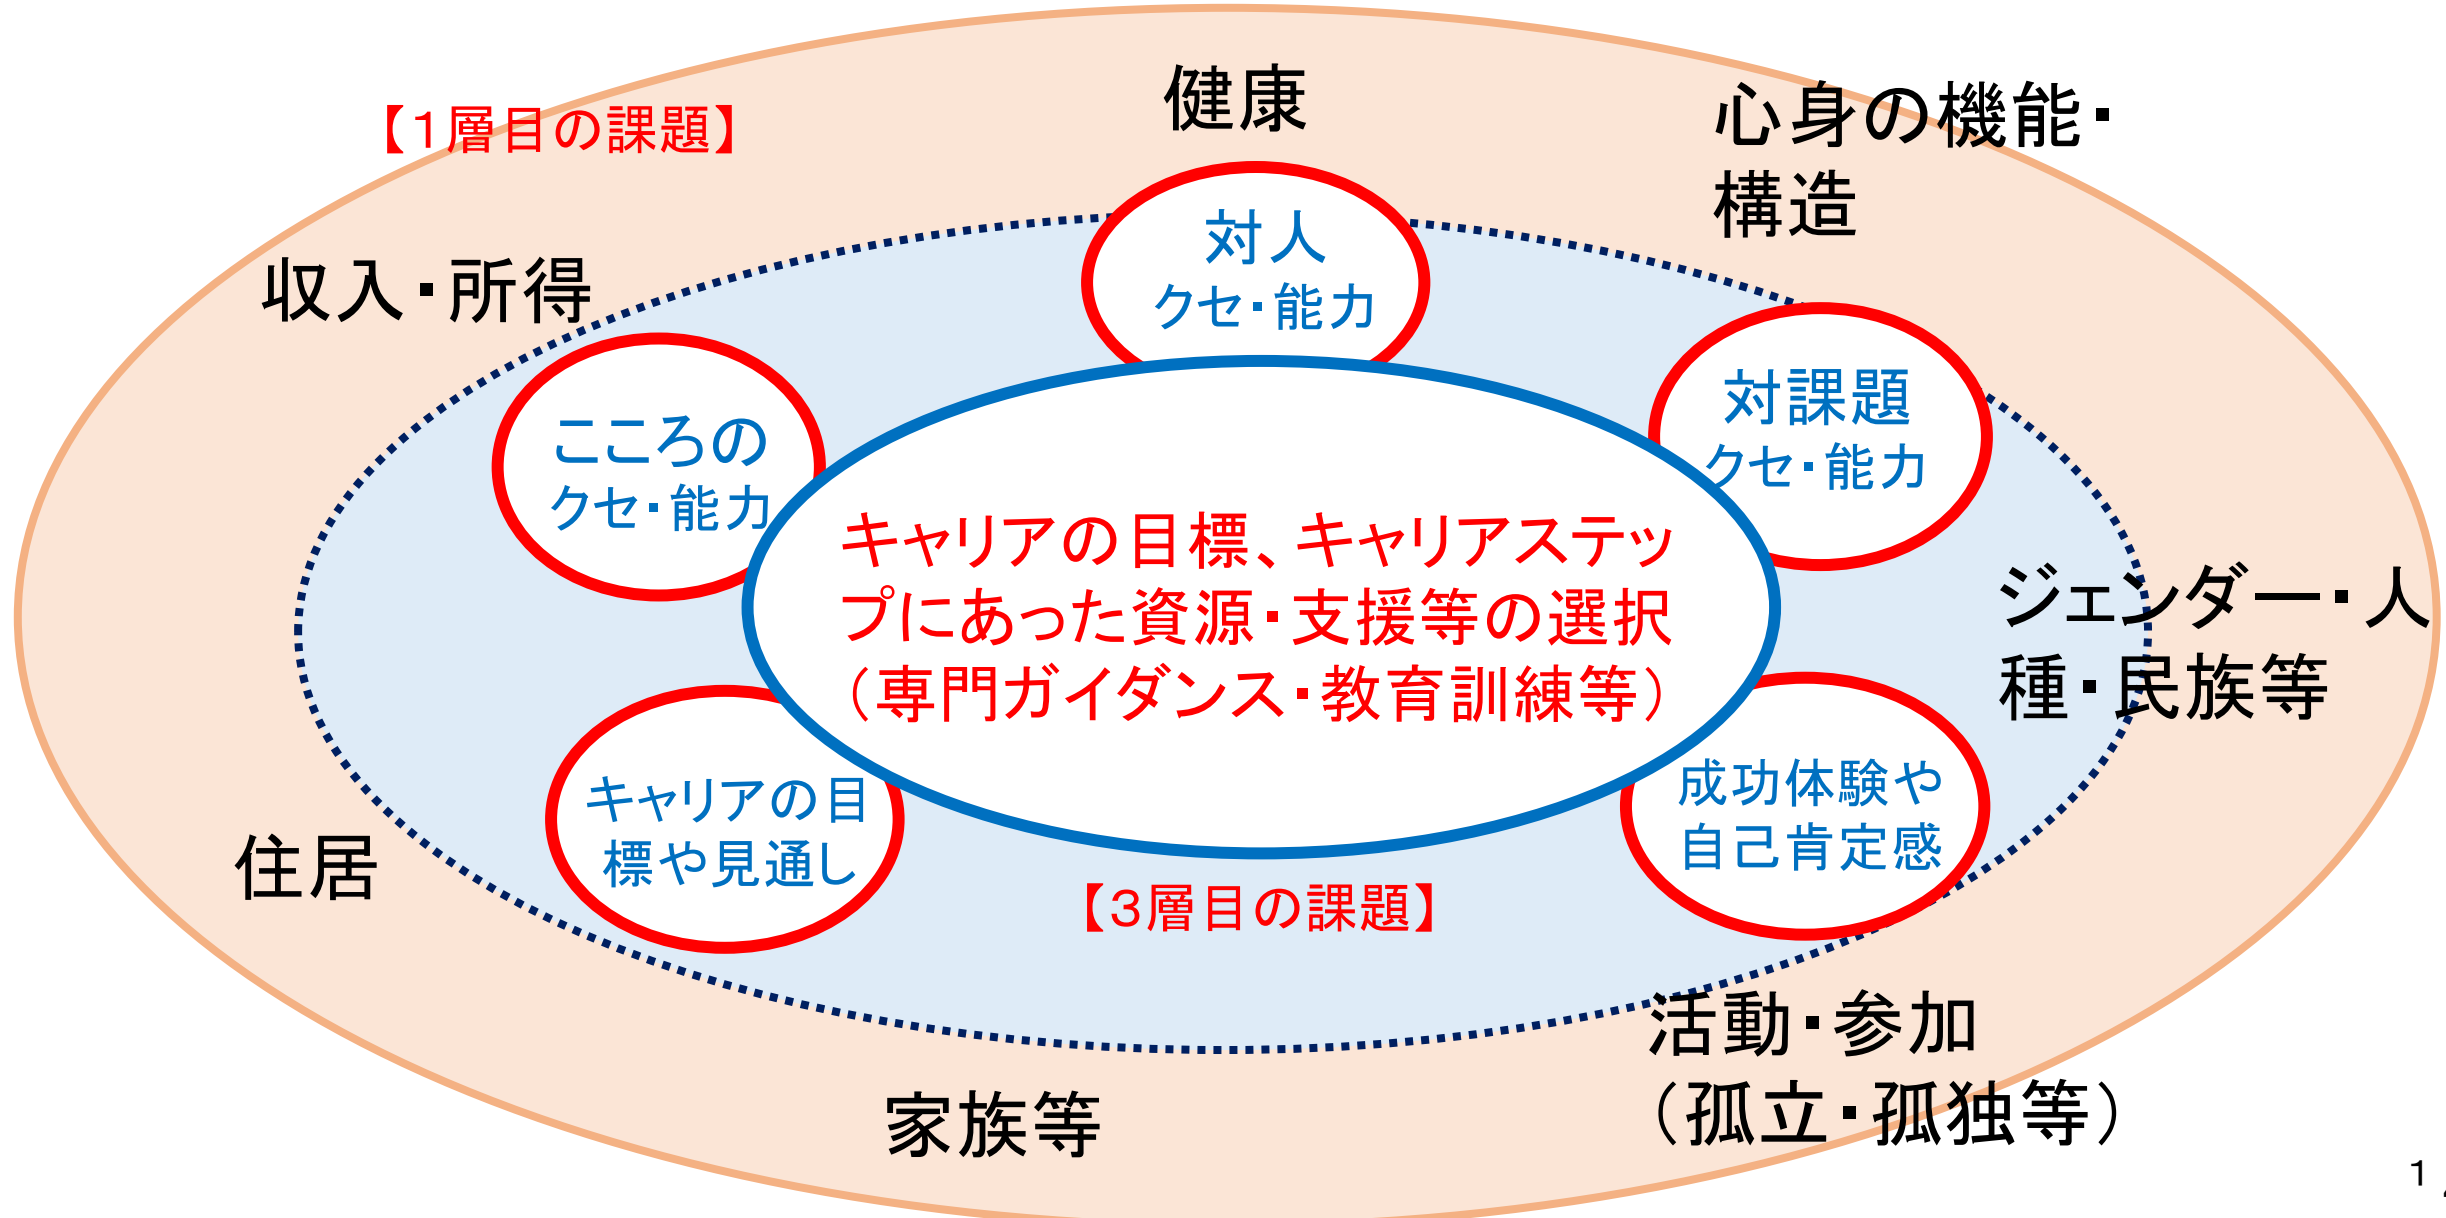 健康
心身の機能・
構造
【１層目の課題】
収入・所得
対人
クセ・能力
こころの
クセ・能力
対課題
クセ・能力
キャリアの目標、キャリアステッ
プにあった資源・支援等の選択
（専門ガイダンス・教育訓練等）
ジェンダー・人
種・民族等
キャリアの目
標や見通し
成功体験や
自己肯定感
住居
【３層目の課題】
活動・参加
（孤立・孤独等）
家族等
1